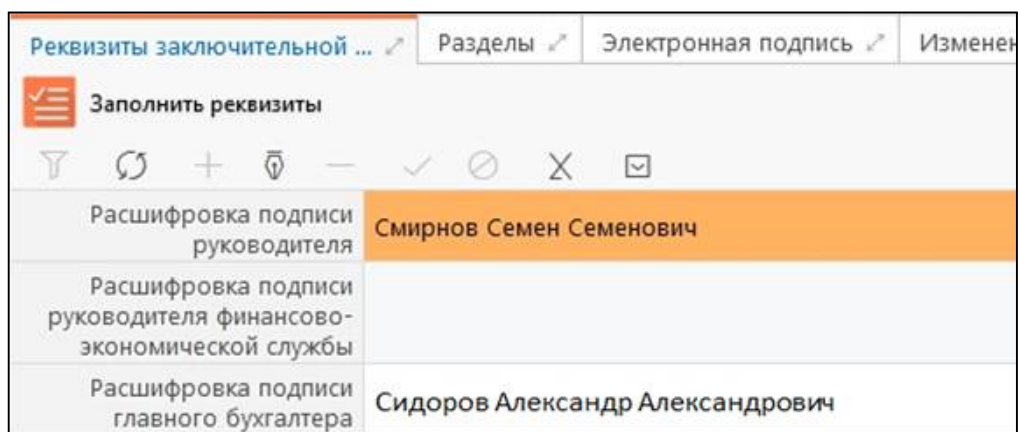 Реквизиты заключительной ... Разделы Электронная подпись Изменен
Заполнить реквизиты
Расшифровка подписи
руководителя
Смирнов Семен Семенович
Расшифровка подписи
руководителя финансово-
экономической службы
Расшифровка подписи
главного бухгалтера
Сидоров Александр Александрович